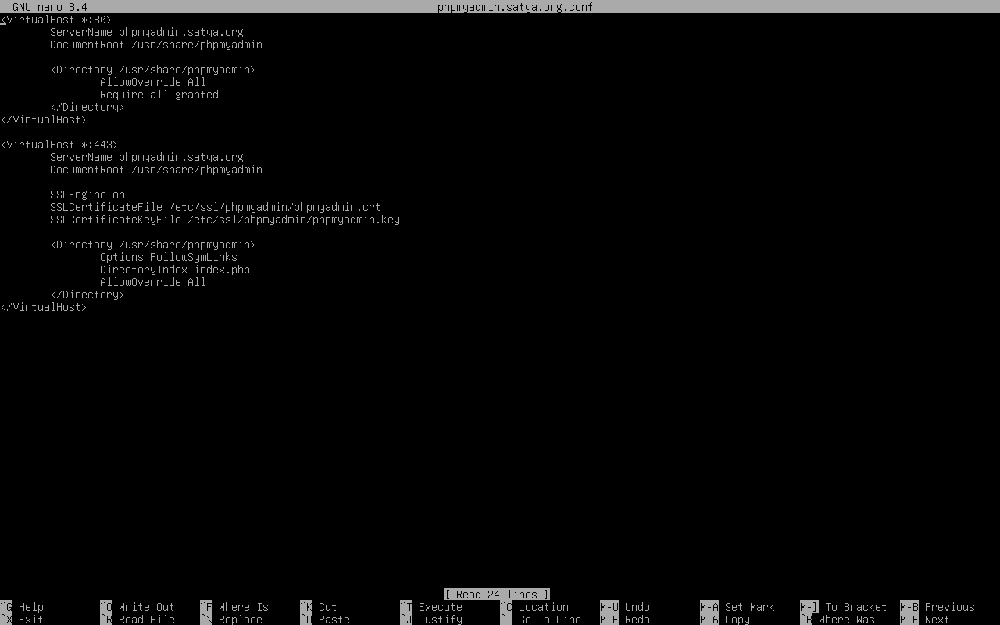 GNU nano 8.4 phpmyadmin.satya.org.conf
<VirtualHost *:80>
ServerName phpmyadmin.satya.org
DocumentRoot /usr/share/phpmyadmin
<Directory /usr/share/phpmyadmin>
AllowOverride All
Require all granted
</Directory>
</VirtualHost>
<VirtualHost *:443>
ServerName phpmyadmin.satya.org
DocumentRoot /usr/share/phpmyadmin
SSLEngine on
SSLCertificateFile /etc/ssl/phpmyadmin/phpmyadmin.crt
SSLCertificateKeyFile /etc/ssl/phpmyadmin/phpmyadmin.key
<Directory /usr/share/phpmyadmin>
Options FollowSymLinks
DirectoryIndex index.php
AllowOverride All
</Directory>
</VirtualHost>
[ Read 24 lines ]
^G Help ^O Write Out ^F Where Is ^K Cut ^T Execute ^C Location M-U Undo M-A Set Mark M-] To Bracket M-B Previous
^X Exit ^R Read File ^\ Replace ^U Paste ^J Justify ^- Go To Line M-E Redo M-6 Copy ^B Where Was M-F Next